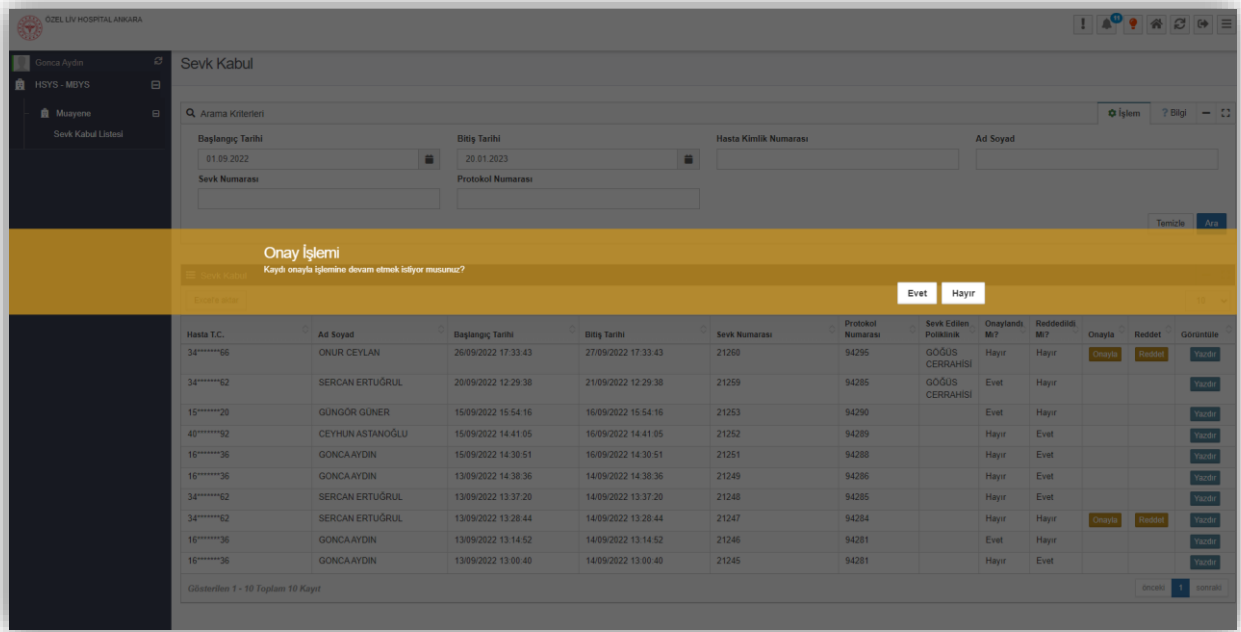 ÖZEL LİV HOSPITAL ANKARA
11
Gonca Aydın
Sevk Kabul
HSYS - MBYS
Muayene
Sevk Kabul Listesi
Arama Kriterleri
İşlem
? Bilgi
Başlangıç Tarihi Bitiş Tarihi Hasta Kimlik Numarası Ad Soyad
01.09.2022 20.01.2023
Sevk Numarası Protokol Numarası
Temizle Ara
Onay İşlemi
Kaydı onayla işlemine devam etmek istiyor musunuz?
Sevk Kabul
Evet Hayır
10
Hasta T.C. Ad Soyad Başlangıç Tarihi Bitiş Tarihi Sevk Numarası Protokol Numarası Sevk Edilen Poliklinik Onaylandı Mı? Reddedildi Mi? Onayla Reddet Görüntüle
34*******66 ONUR CEYLAN 26/09/2022 17:33:43 27/09/2022 17:33:43 21260 94295 GÖĞÜS CERRAHİSİ Hayır Hayır Onayla Reddet Yazdır
34*******62 SERCAN ERTUĞRUL 20/09/2022 12:29:38 21/09/2022 12:29:38 21259 94285 GÖĞÜS CERRAHİSİ Evet Hayır Yazdır
15*******20 GÜNGÖR GÜNER 15/09/2022 15:54:16 16/09/2022 15:54:16 21253 94290 Evet Hayır Yazdır
40*******92 CEYHUN ASTANOĞLU 15/09/2022 14:41:05 16/09/2022 14:41:05 21252 94289 Hayır Evet Yazdır
16*******36 GONCA AYDIN 15/09/2022 14:30:51 16/09/2022 14:30:51 21251 94288 Hayır Evet Yazdır
16*******36 GONCA AYDIN 13/09/2022 14:38:36 14/09/2022 14:38:36 21249 94286 Hayır Evet Yazdır
34*******62 SERCAN ERTUĞRUL 13/09/2022 13:37:20 14/09/2022 13:37:20 21248 94285 Hayır Evet Yazdır
34*******62 SERCAN ERTUĞRUL 13/09/2022 13:28:44 14/09/2022 13:28:44 21247 94284 Hayır Hayır Onayla Reddet Yazdır
16*******36 GONCA AYDIN 13/09/2022 13:14:52 14/09/2022 13:14:52 21246 94281 Evet Hayır Yazdır
16*******36 GONCA AYDIN 13/09/2022 13:00:40 14/09/2022 13:00:40 21245 94281 Hayır Evet Yazdır
Gösterilen 1 - 10 Toplam 10 Kayıt
önceki 1 sonraki